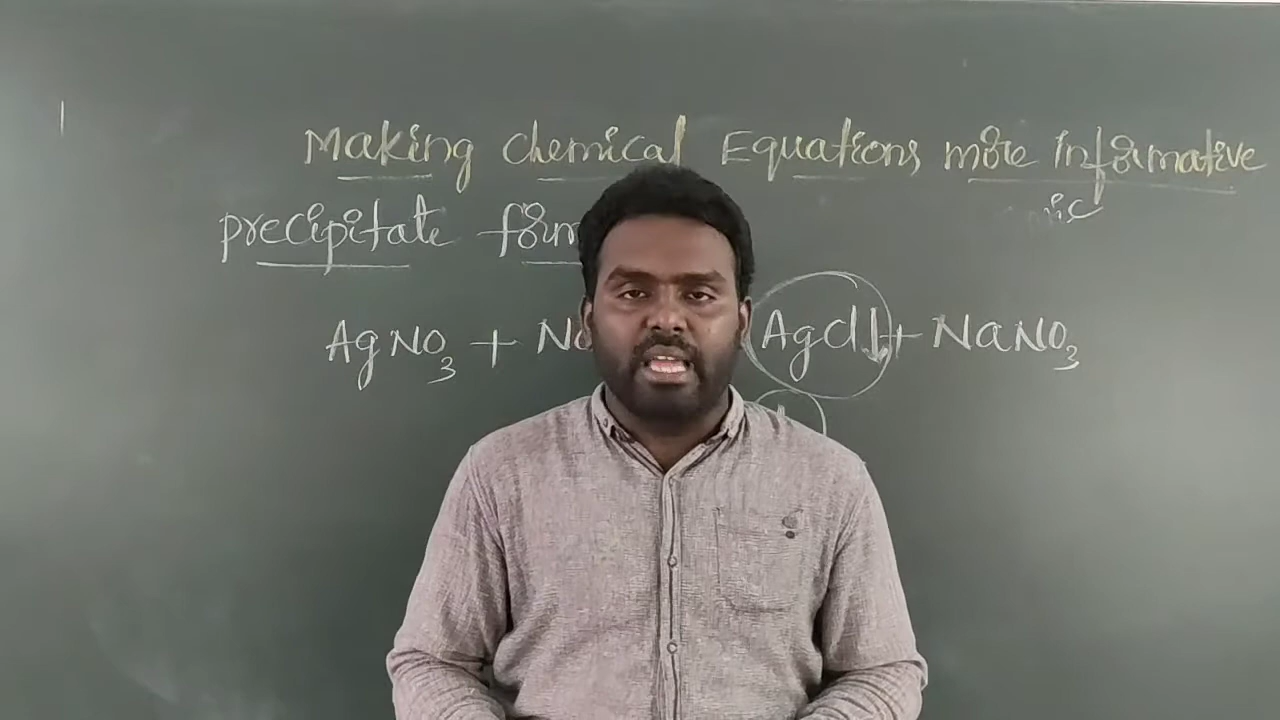 Making chemical Equations more informative
precipitate form
AgNO₃ + Na AgCl↓ + NaNO₃